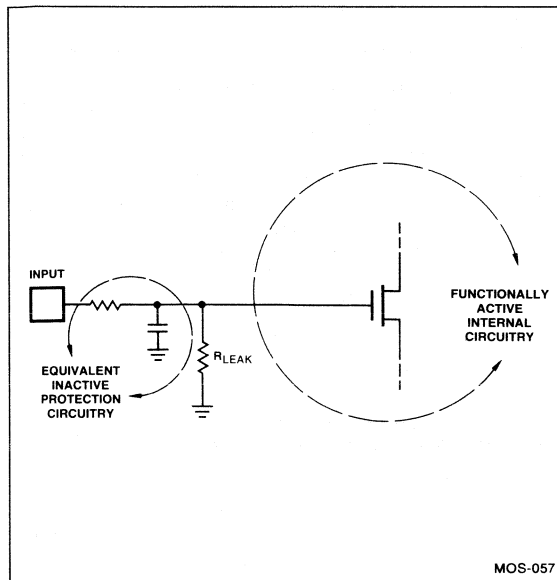 INPUT
EQUIVALENT
INACTIVE
PROTECTION
CIRCUITRY
RLEAK
FUNCTIONALLY
ACTIVE
INTERNAL
CIRCUITRY
MOS-057